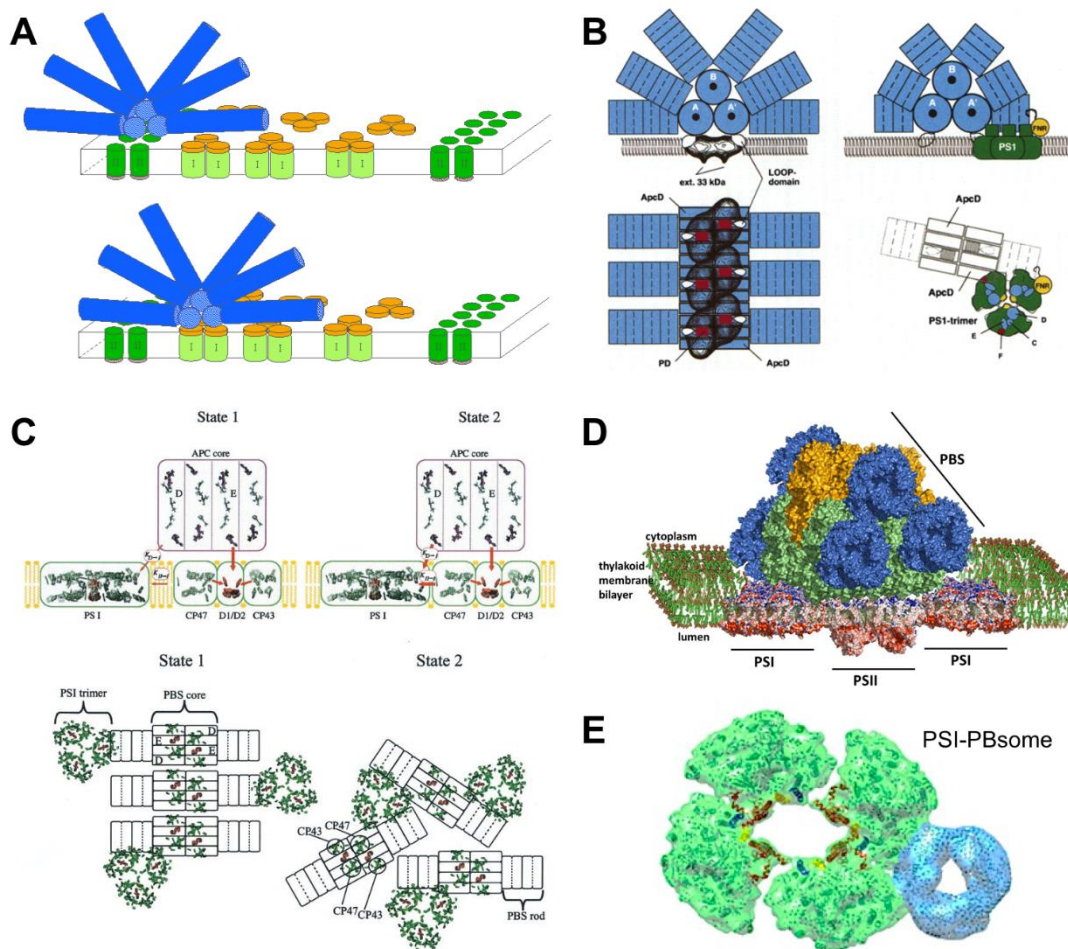 A
I I I I I I
I I I I I I
B
B
A A'
ext. 33 kDa
LOOP-
domain
ApcD
PD
ApcD
B
A A'
FNR
PS1
ApcD
ApcD
FNR
PS1-trimer
D
E
C
F
C
State 1
APC core
D E
PS I
CP47 D1/D2 CP43
State 2
APC core
D E
PS I
CP47 D1/D2 CP43
State 1
PSI trimer
PBS core
D
E
E
D
State 2
CP43
CP47
CP47 CP43
PBS rod
D
PBS
cytoplasm
thylakoid
membrane
bilayer
lumen
PSI
PSII
PSI
E
PSI-PBsome